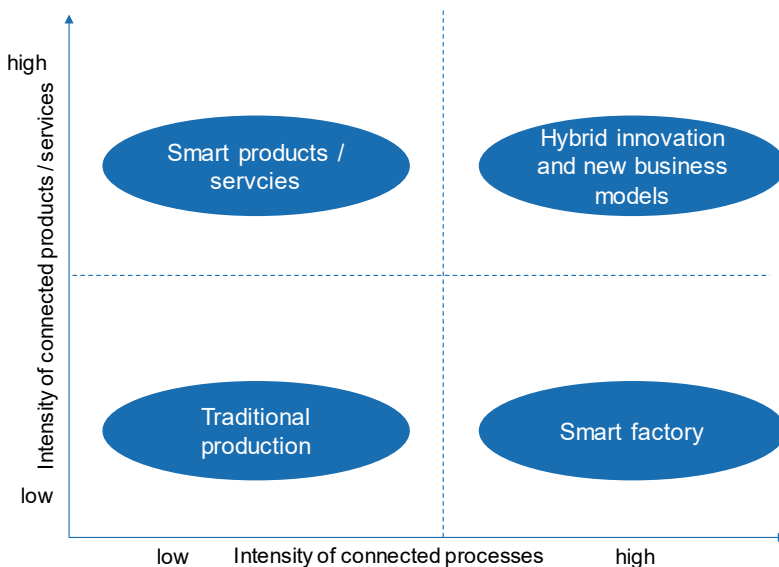 high
Intensity of connected products / services
Smart products /
servcies
Hybrid innovation
and new business
models
Traditional
production
Smart factory
low
low
Intensity of connected processes
high